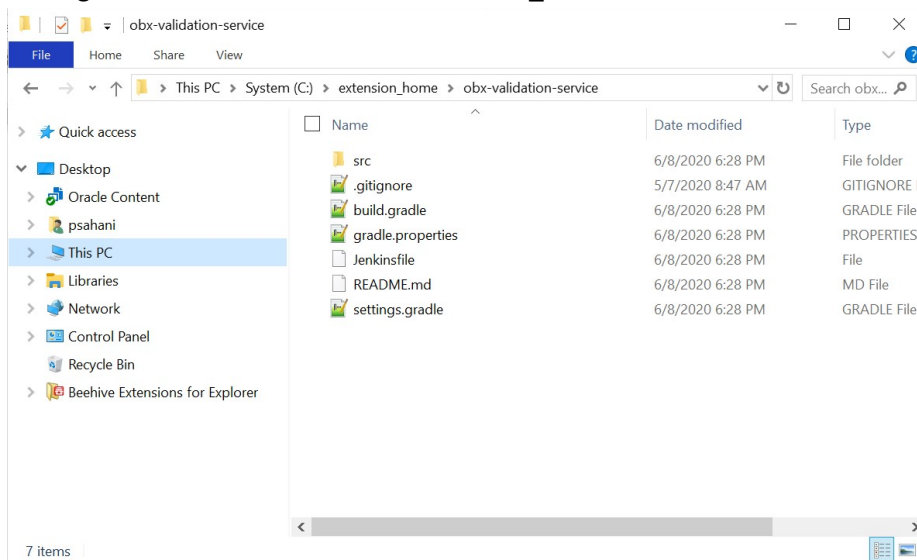 obx-validation-service
File Home Share View
This PC > System (C:) > extension_home > obx-validation-service
Search obx...
Name Date modified Type
Quick access
Desktop
Oracle Content
psahani
This PC
Libraries
Network
Control Panel
Recycle Bin
Beehive Extensions for Explorer
src 6/8/2020 6:28 PM File folder
.gitignore 5/7/2020 8:47 AM GITIGNORE
build.gradle 6/8/2020 6:28 PM GRADLE File
gradle.properties 6/8/2020 6:28 PM PROPERTIES
Jenkinsfile 6/8/2020 6:28 PM File
README.md 6/8/2020 6:28 PM MD File
settings.gradle 6/8/2020 6:28 PM GRADLE File
7 items